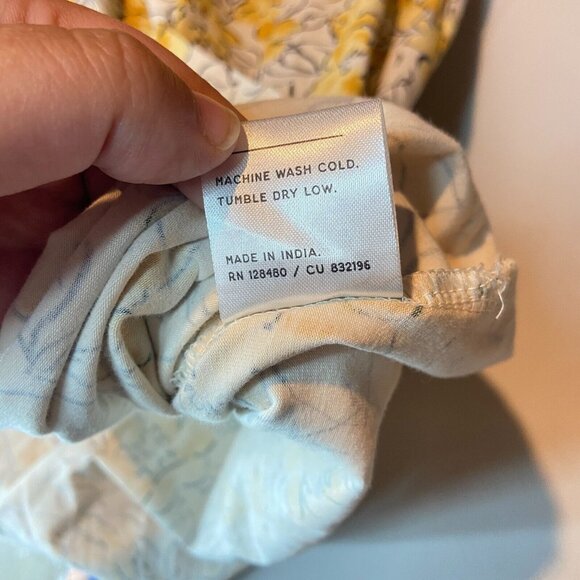 MACHINE WASH COLD.
TUMBLE DRY LOW.
MADE IN INDIA.
RN 128480 / CU 832196